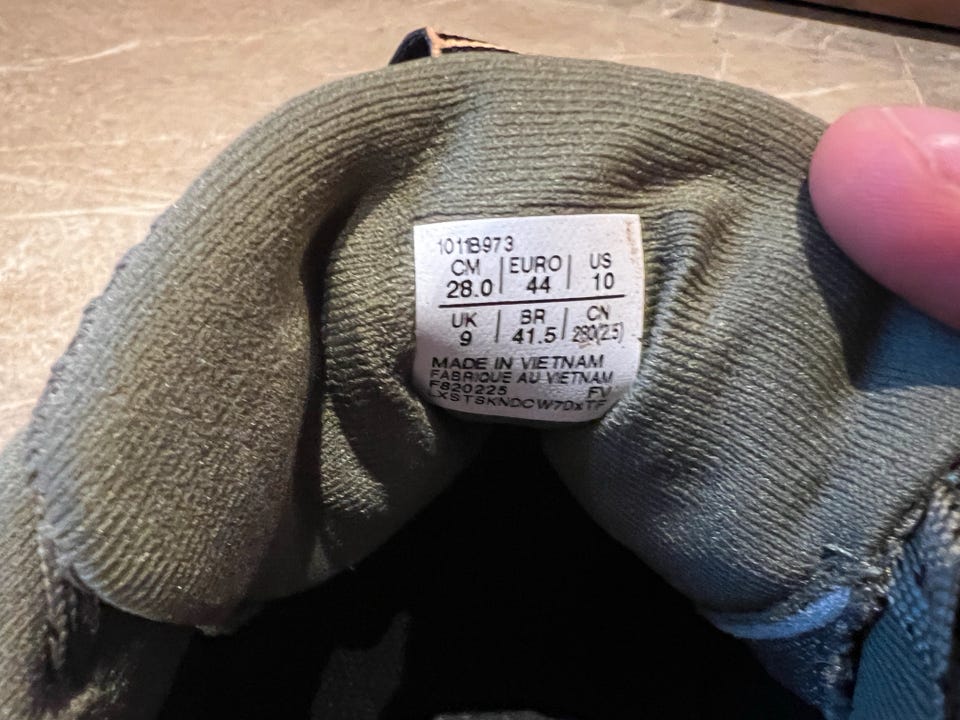 1011B973
CM | EURO | US
28.0 | 44 | 10
UK | BR | CN
9 | 41.5 | 280(2.5)
MADE IN VIETNAM
FABRIQUE AU VIETNAM
F820225 FV
LXSTSKNDCW7DxTF